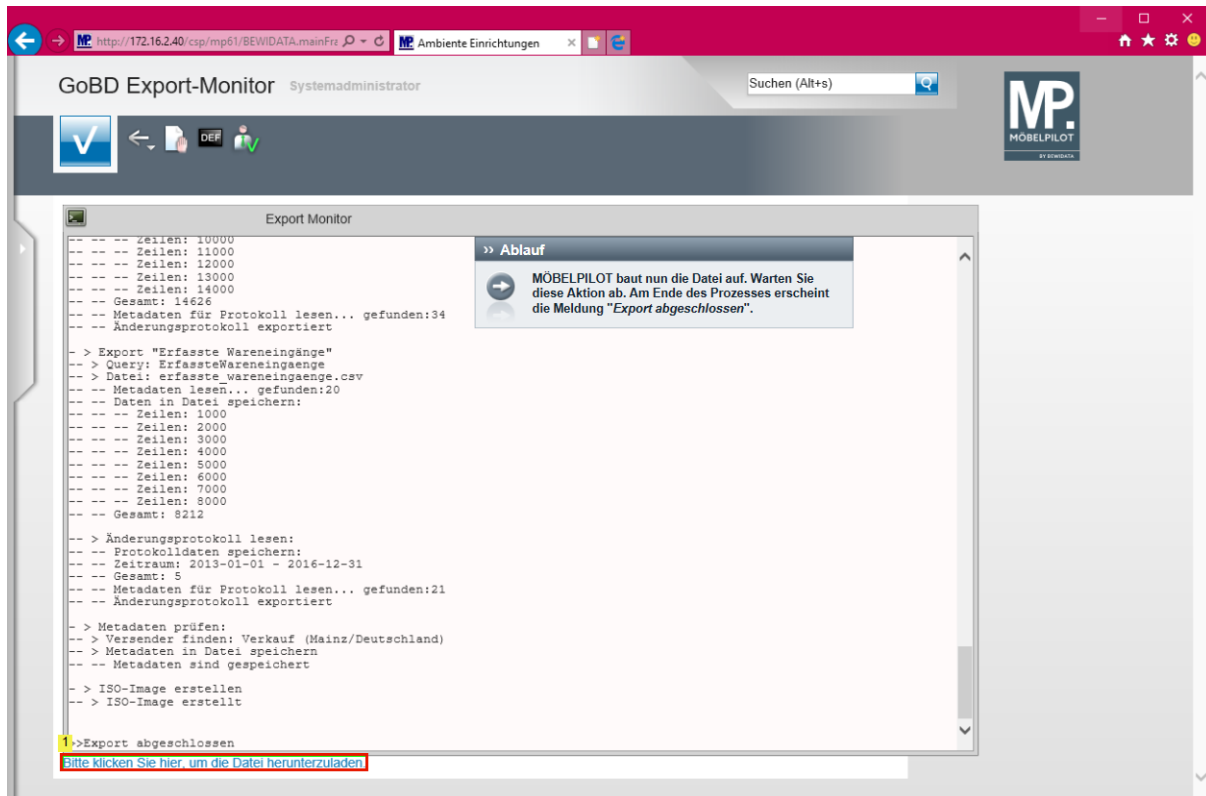 http://172.16.2.40/csp/mp61/BEWIDATA.mainFra
MP. Ambiente Einrichtungen
GoBD Export-Monitor Systemadministrator
Suchen (Alt+s)
MP.
MÖBELPILOT
BY BEWIDATA
DEF
Export Monitor
-- -- -- Zeilen: 10000
-- -- -- Zeilen: 11000
-- -- -- Zeilen: 12000
-- -- -- Zeilen: 13000
-- -- -- Zeilen: 14000
-- -- Gesamt: 14626
-- -- Metadaten für Protokoll lesen... gefunden:34
-- -- Änderungsprotokoll exportiert
›› Ablauf
MÖBELPILOT baut nun die Datei auf. Warten Sie
diese Aktion ab. Am Ende des Prozesses erscheint
die Meldung "Export abgeschlossen".
- > Export "Erfasste Wareneingänge"
-- > Query: ErfassteWareneingaenge
-- > Datei: erfasste_wareneingaenge.csv
-- -- Metadaten lesen... gefunden:20
-- -- Daten in Datei speichern:
-- -- -- Zeilen: 1000
-- -- -- Zeilen: 2000
-- -- -- Zeilen: 3000
-- -- -- Zeilen: 4000
-- -- -- Zeilen: 5000
-- -- -- Zeilen: 6000
-- -- -- Zeilen: 7000
-- -- -- Zeilen: 8000
-- -- Gesamt: 8212
-- > Änderungsprotokoll lesen:
-- -- Protokolldaten speichern:
-- -- Zeitraum: 2013-01-01 - 2016-12-31
-- -- Gesamt: 5
-- -- Metadaten für Protokoll lesen... gefunden:21
-- -- Änderungsprotokoll exportiert
- > Metadaten prüfen:
-- > Versender finden: Verkauf (Mainz/Deutschland)
-- > Metadaten in Datei speichern
-- -- Metadaten sind gespeichert
- > ISO-Image erstellen
-- > ISO-Image erstellt
1
>>Export abgeschlossen
Bitte klicken Sie hier, um die Datei herunterzuladen.